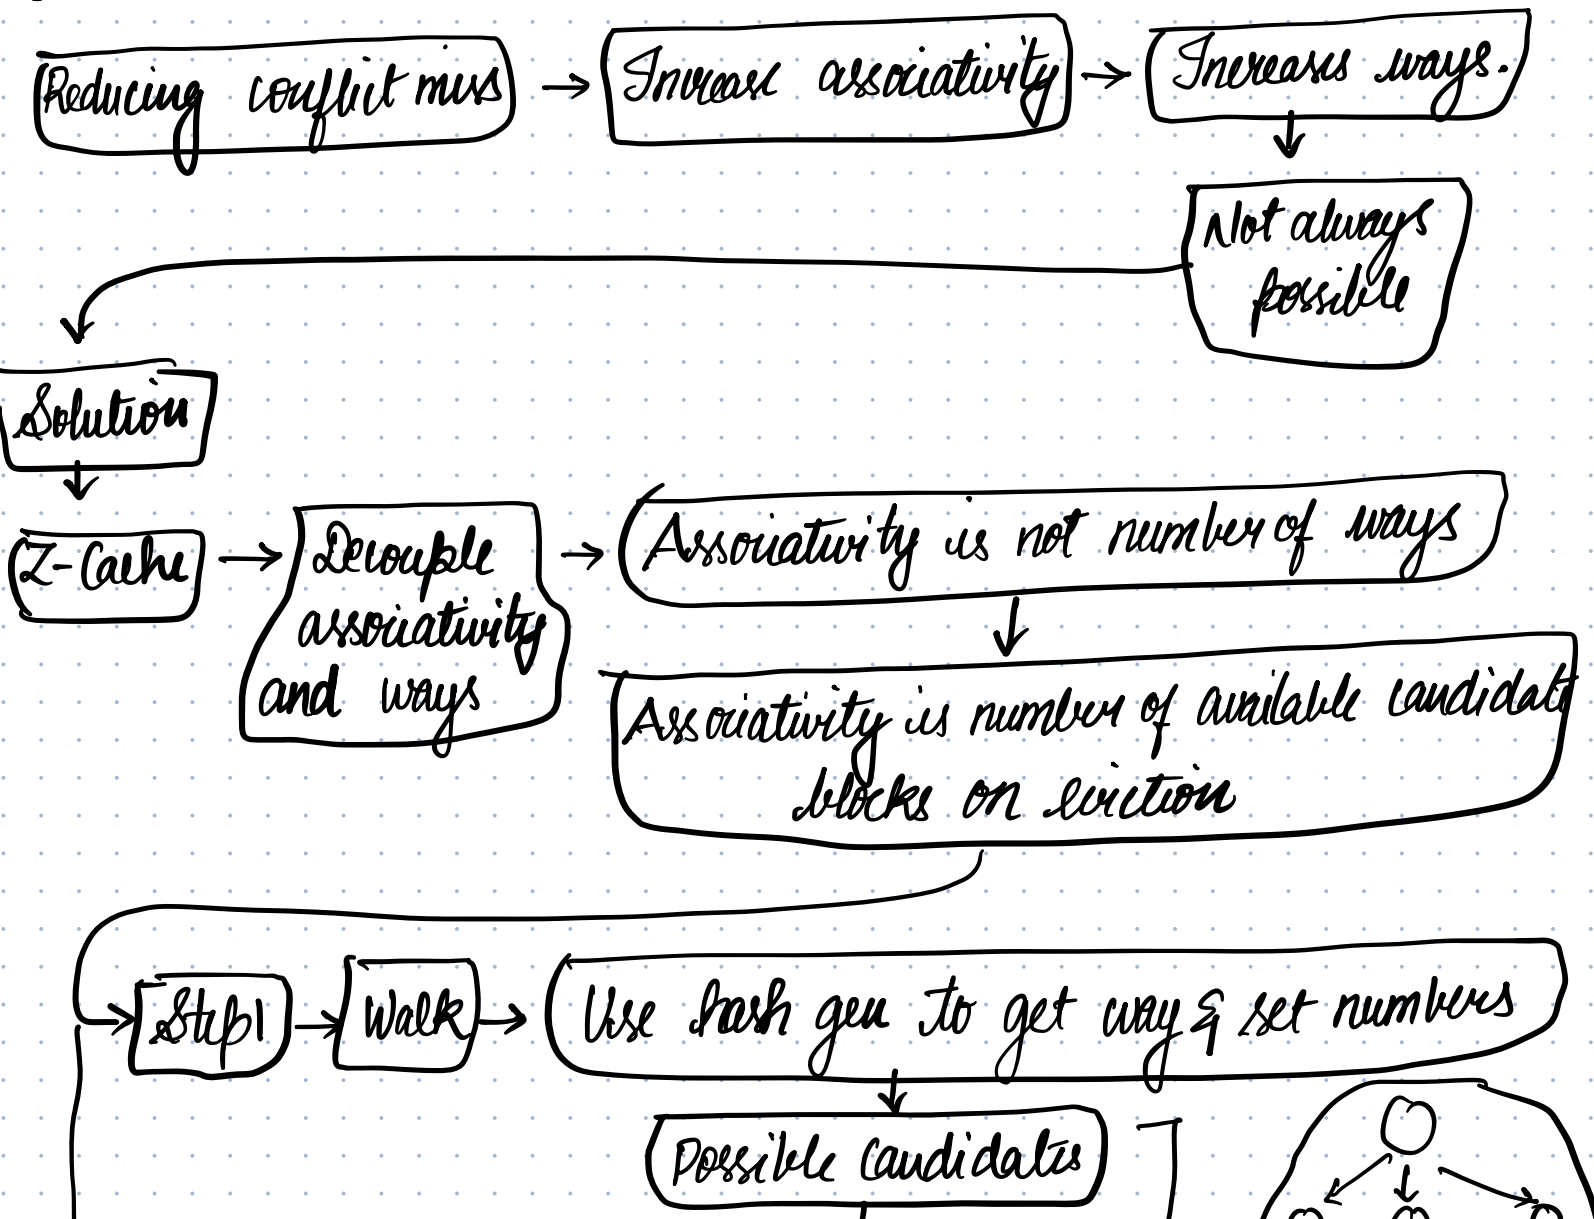 Reducing conflict miss
Increase associativity
Increases ways.
Not always
possible
Solution
Z-Cache
Decouple
associativity
and ways
Associativity is not number of ways
Associativity is number of available candidate
blocks on eviction
Step1
Walk
Use hash gen to get way & set numbers
Possible candidates